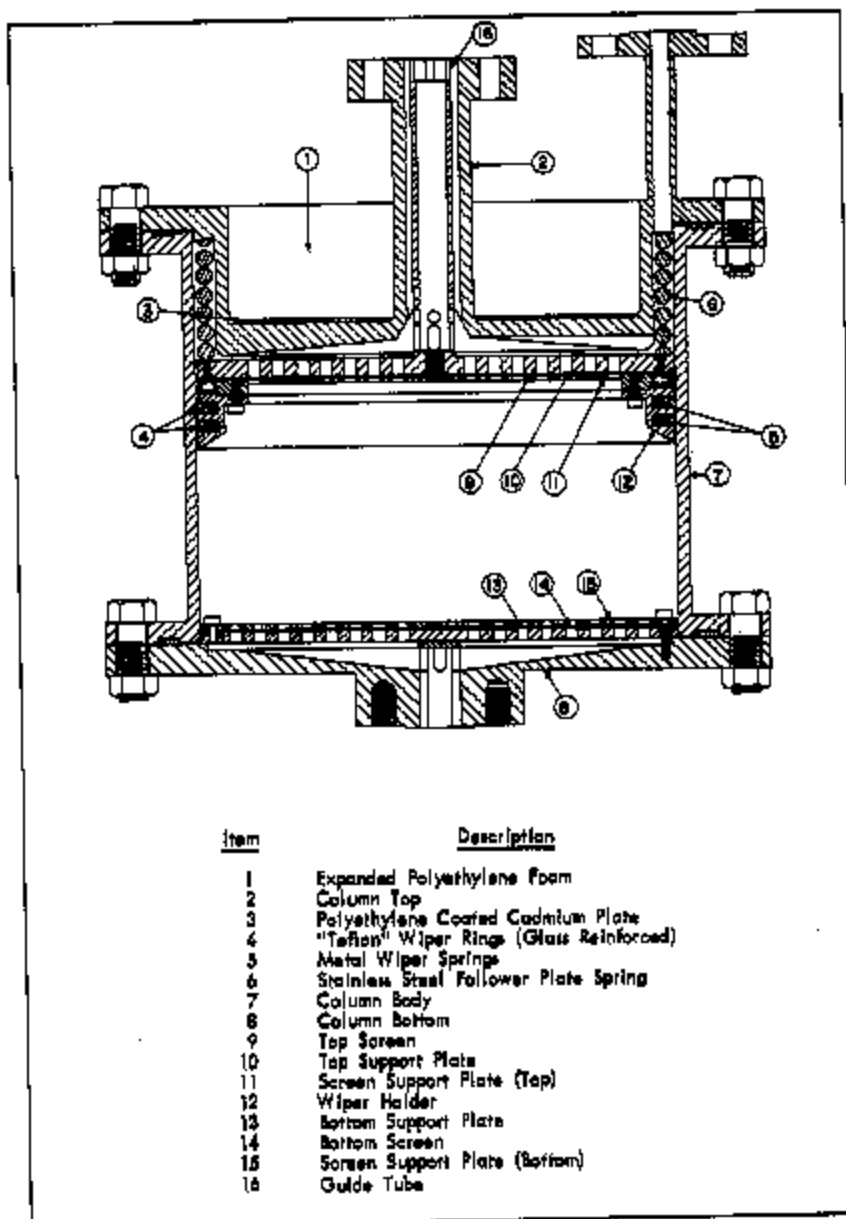 16
1
2
3
6
4
5
9
10
11
12
7
13
14
15
8
Item Description
1 Expanded Polyethylene Foam
2 Column Top
3 Polyethylene Coated Cadmium Plate
4 "Teflon" Wiper Rings (Glass Reinforced)
5 Metal Wiper Springs
6 Stainless Steel Follower Plate Spring
7 Column Body
8 Column Bottom
9 Top Screen
10 Top Support Plate
11 Screen Support Plate (Top)
12 Wiper Holder
13 Bottom Support Plate
14 Bottom Screen
15 Screen Support Plate (Bottom)
16 Guide Tube